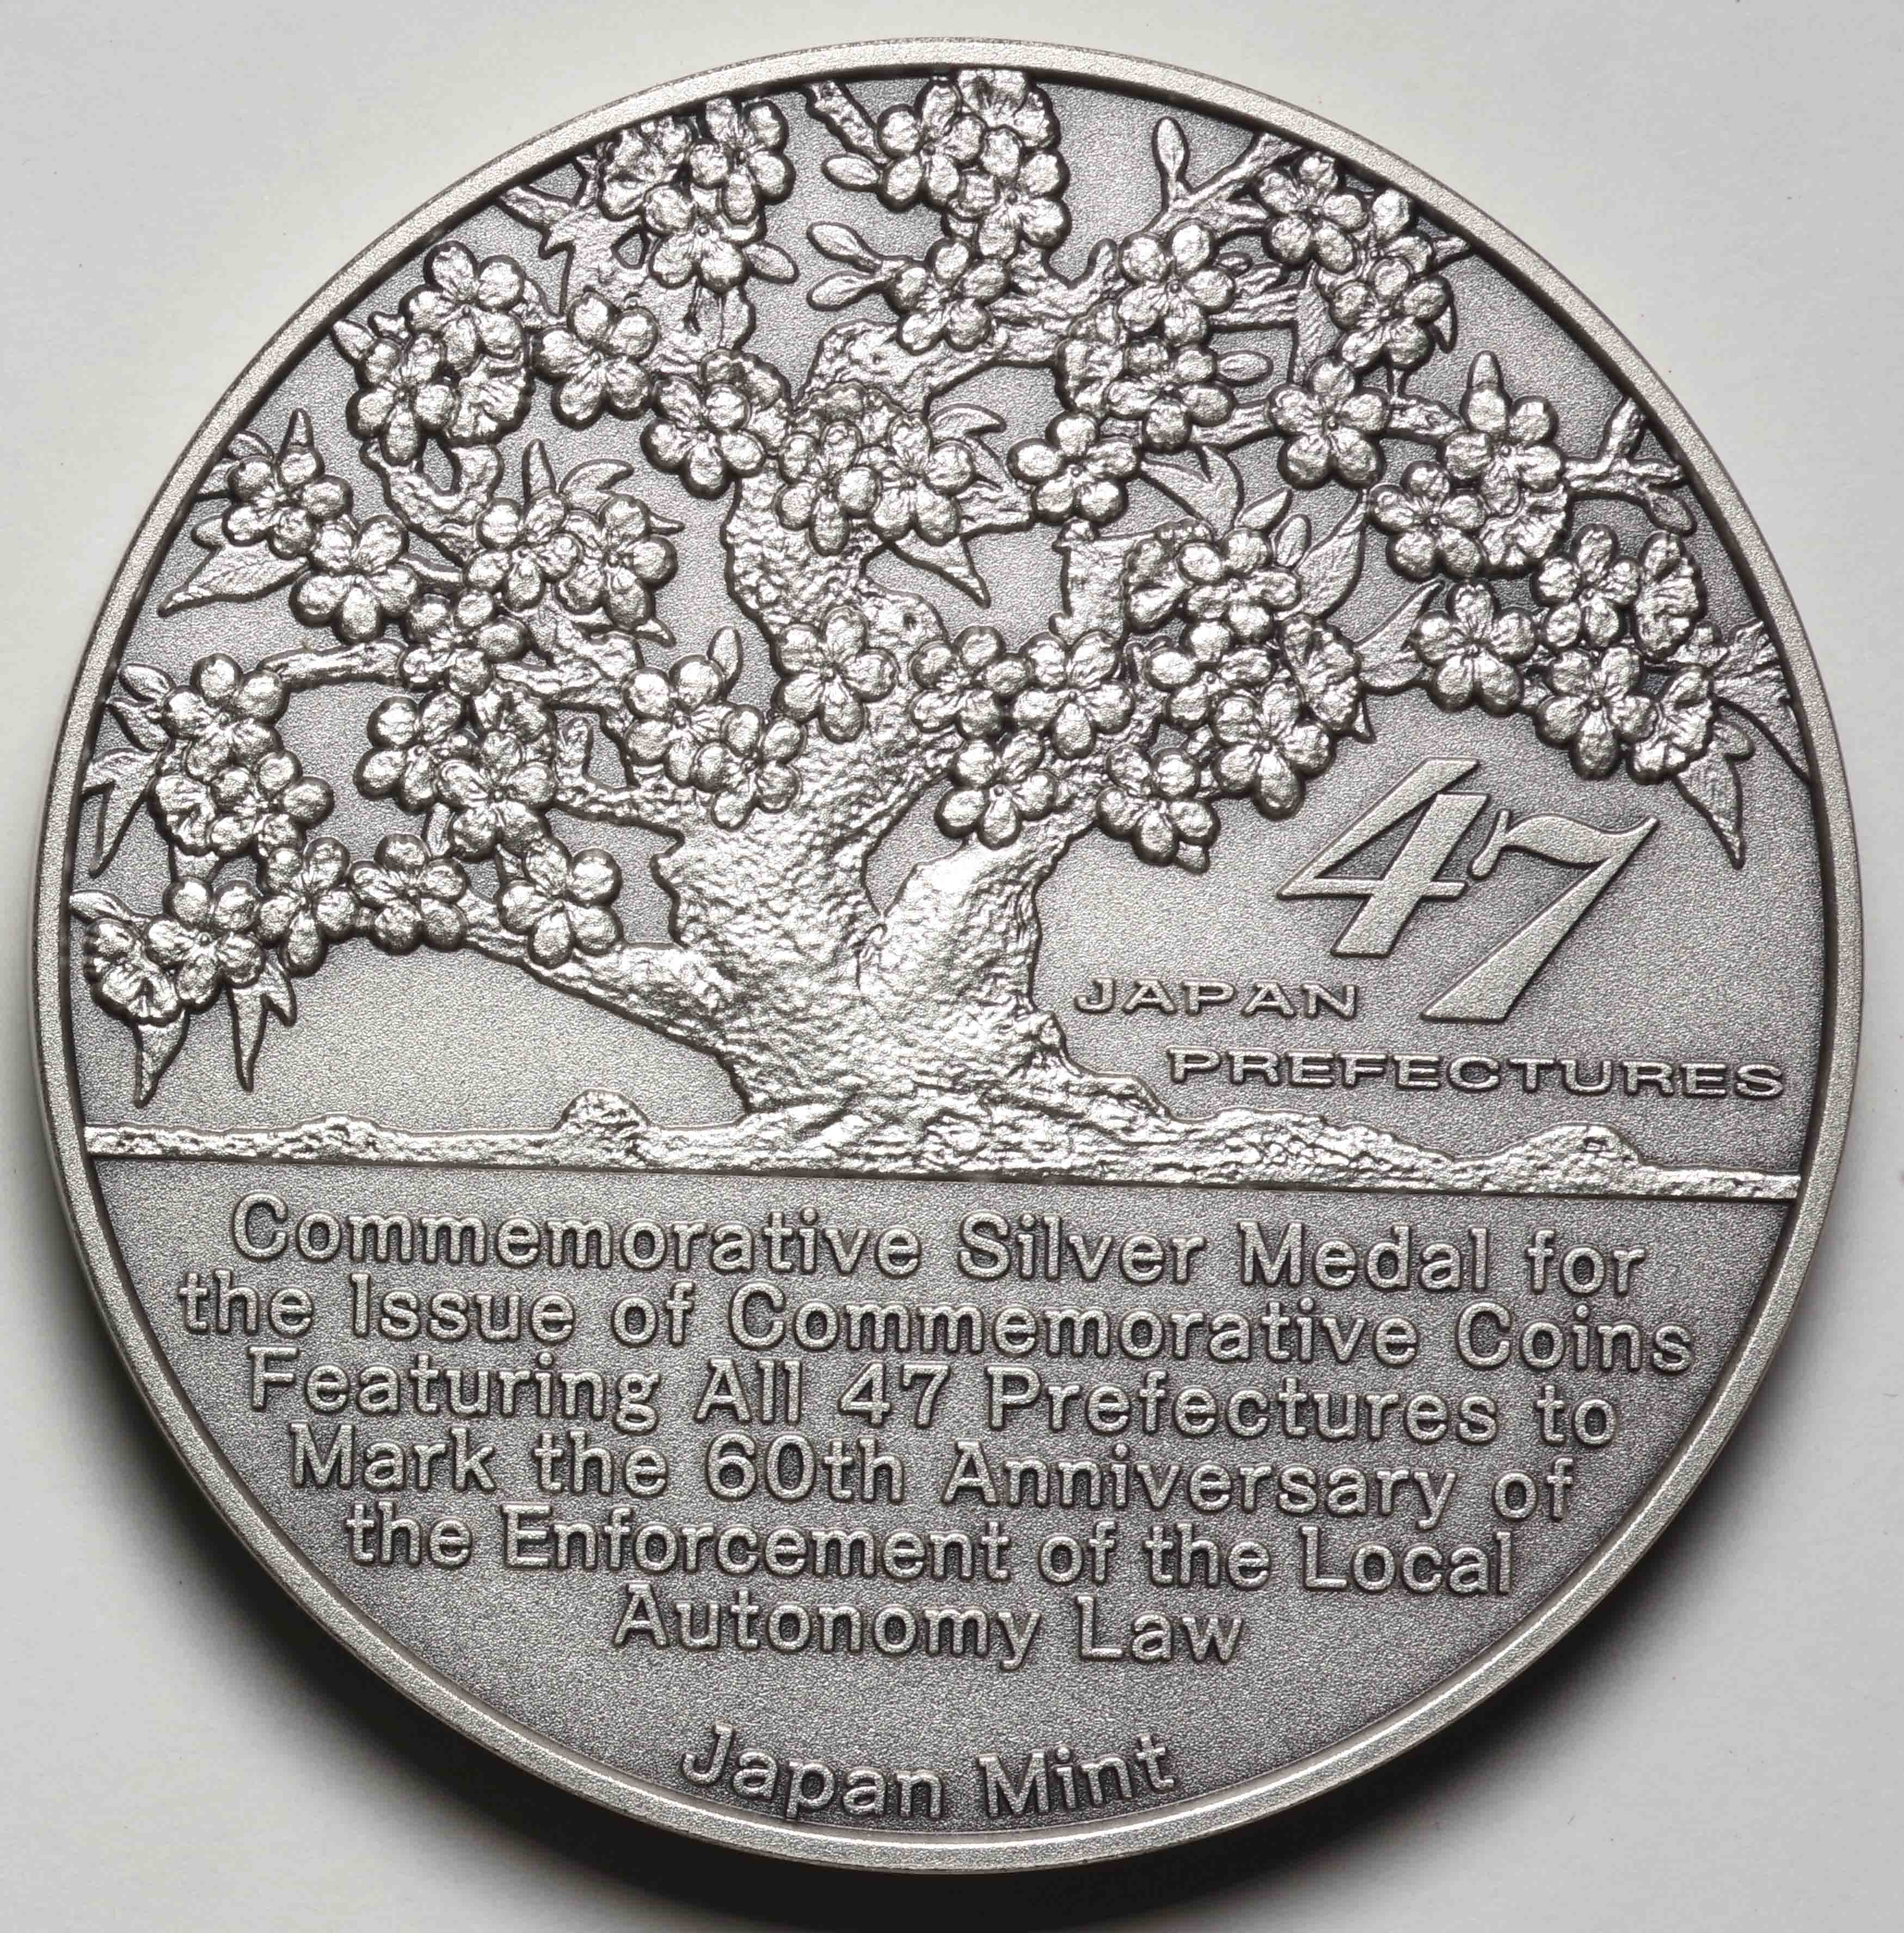 47
JAPAN
PREFECTURES
Commemorative Silver Medal for
the Issue of Commemorative Coins
Featuring All 47 Prefectures to
Mark the 60th Anniversary of
the Enforcement of the Local
Autonomy Law
Japan Mint